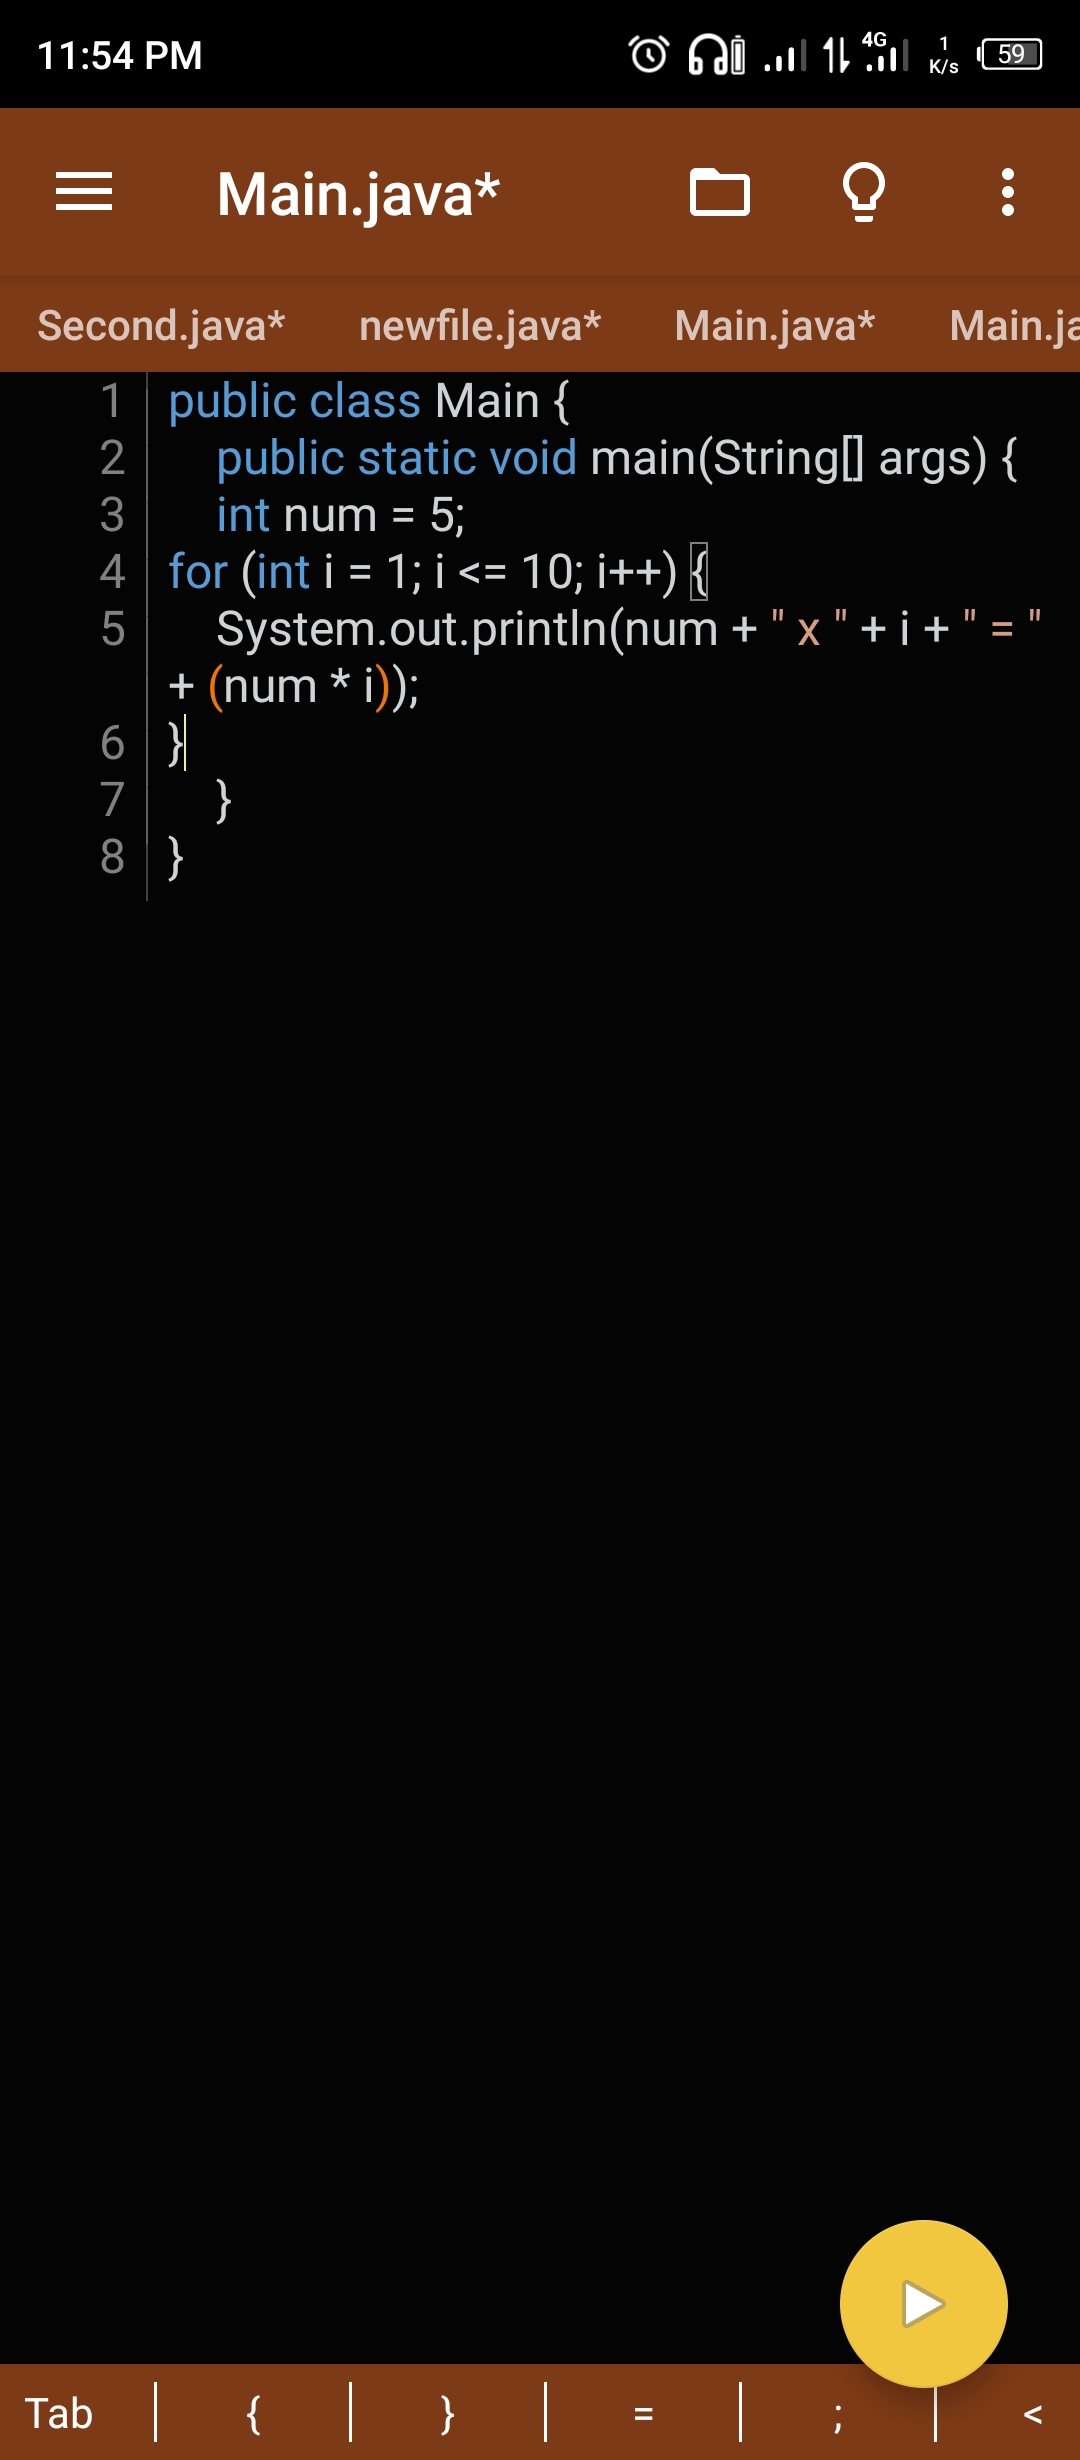 11:54 PM
4G
1
K/s
59
Main.java*
Second.java* newfile.java* Main.java* Main.ja
1 public class Main {
2 public static void main(String[] args) {
3 int num = 5;
4 for (int i = 1; i <= 10; i++) {
5 System.out.println(num + " x " + i + " = "
+ (num * i));
6 }
7 }
8 }
Tab { } = ; <